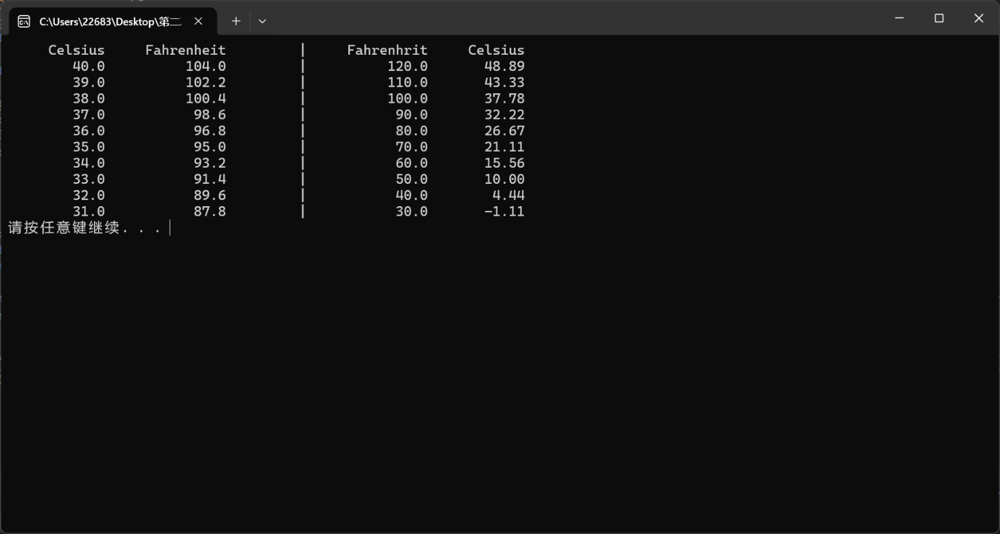 C:\Users\22683\Desktop\第二
Celsius Fahrenheit | Fahrenhrit Celsius
40.0 104.0 | 120.0 48.89
39.0 102.2 | 110.0 43.33
38.0 100.4 | 100.0 37.78
37.0 98.6 | 90.0 32.22
36.0 96.8 | 80.0 26.67
35.0 95.0 | 70.0 21.11
34.0 93.2 | 60.0 15.56
33.0 91.4 | 50.0 10.00
32.0 89.6 | 40.0 4.44
31.0 87.8 | 30.0 -1.11
请按任意键继续. . .